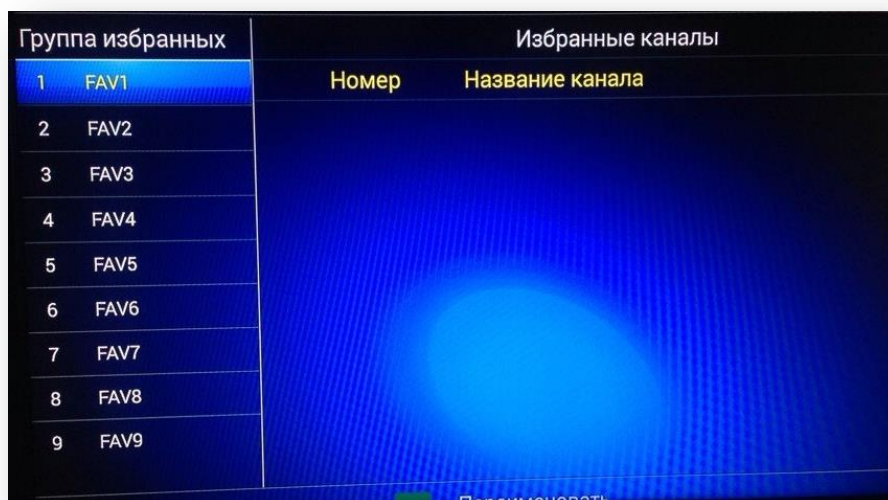 Группа избранных
Избранные каналы
Номер Название канала
1 FAV1
2 FAV2
3 FAV3
4 FAV4
5 FAV5
6 FAV6
7 FAV7
8 FAV8
9 FAV9
Переименовать